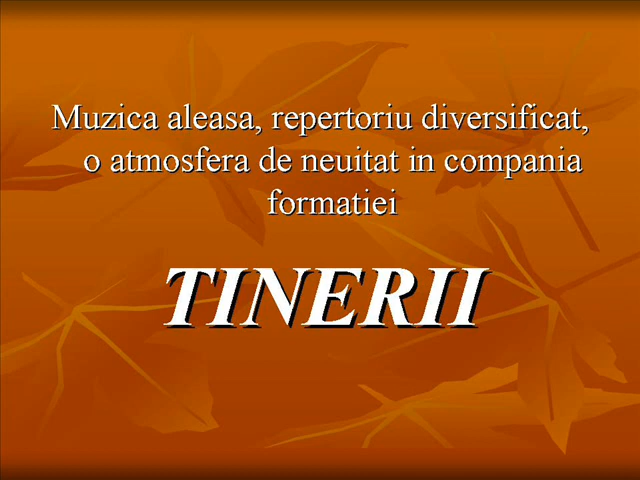 Muzica aleasa, repertoriu diversificat,
o atmosfera de neuitat in compania
formatiei
TINERII